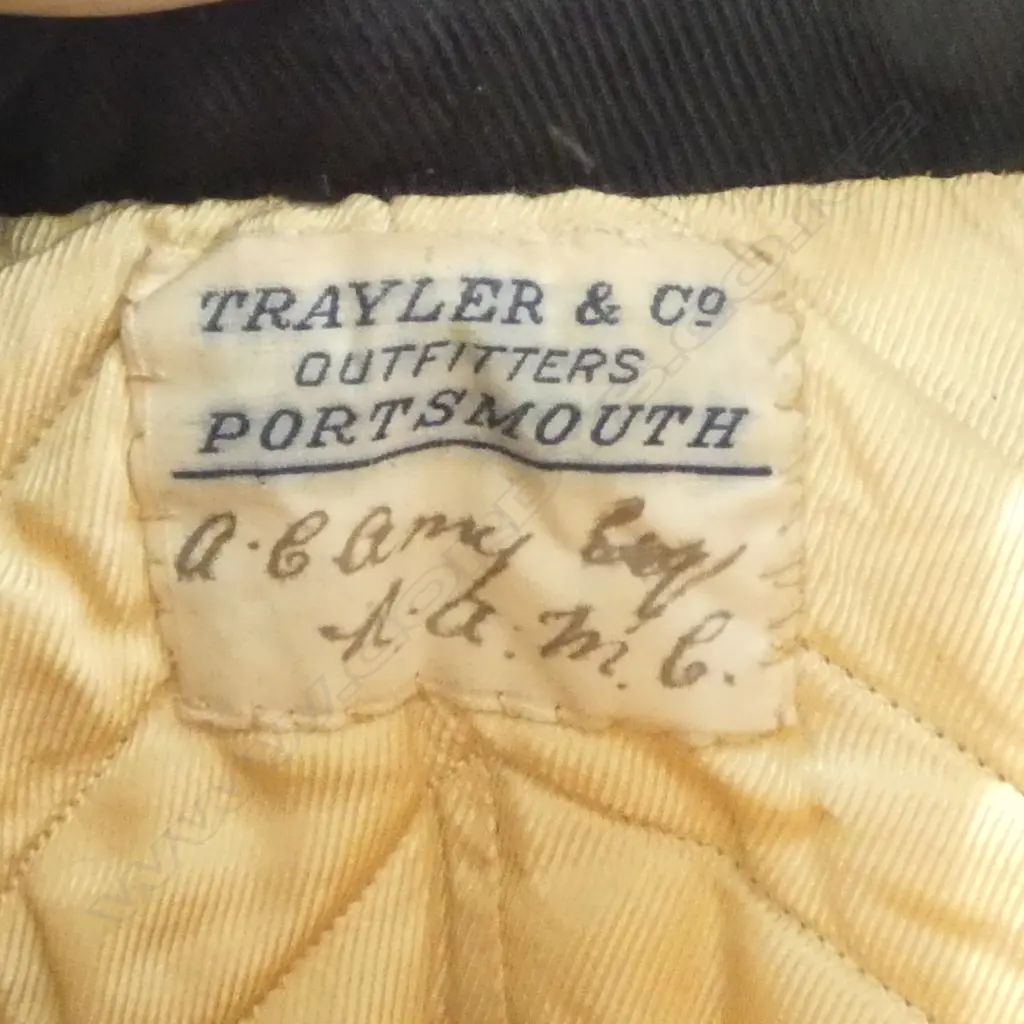 TRAYLER & Cº
OUTFITTERS
PORTSMOUTH
A. C Amy Esq
R. A. M. C.